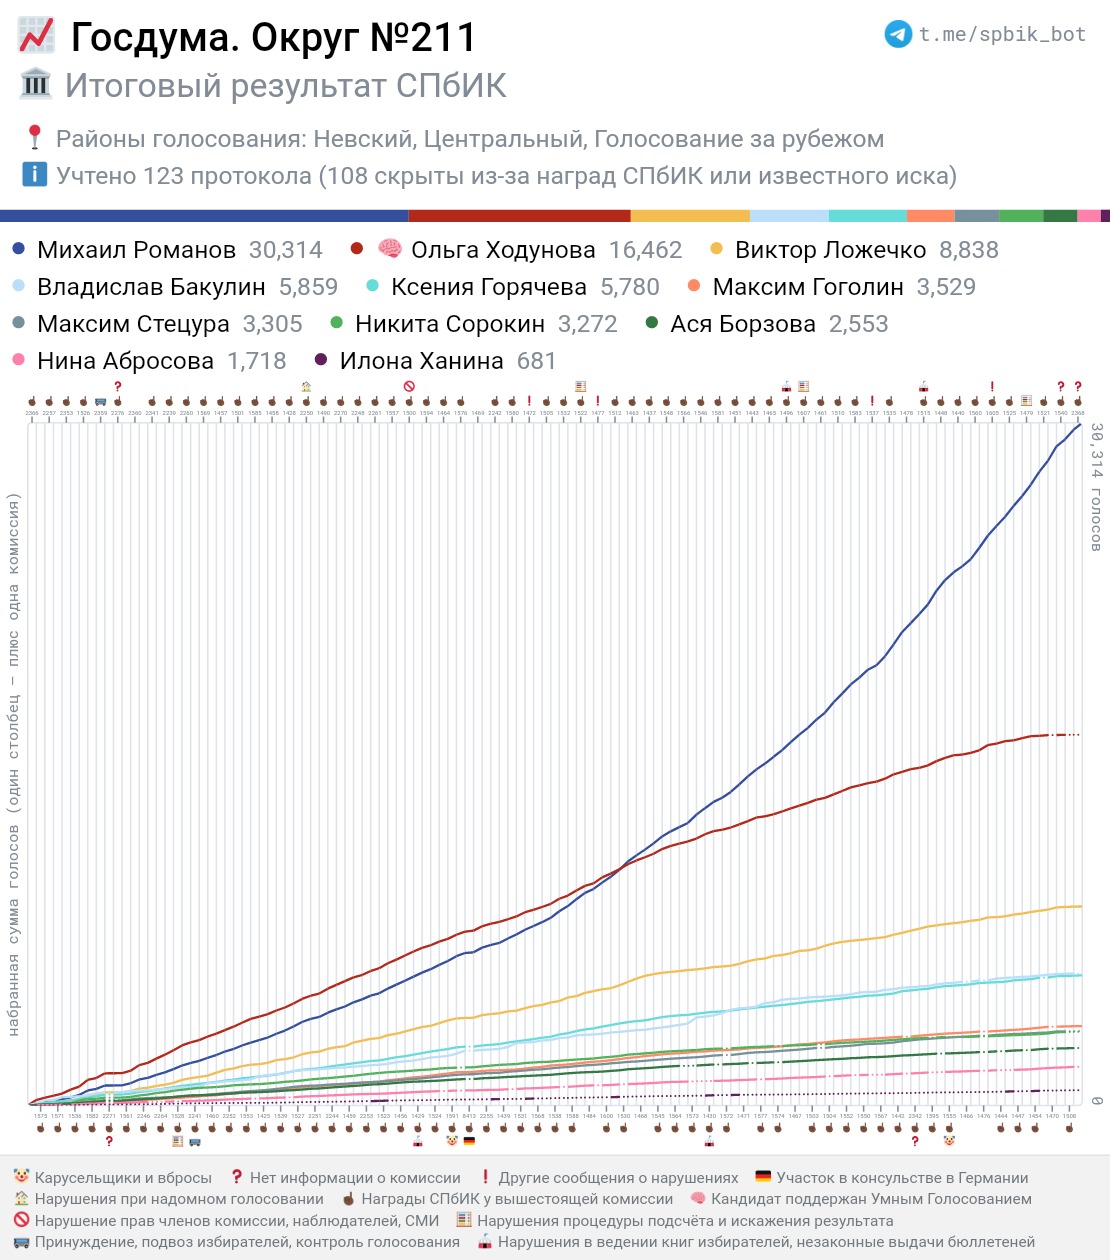 Госдума. Округ №211
t.me/spbik_bot
Итоговый результат СПбИК
Районы голосования: Невский, Центральный, Голосование за рубежом
Учтено 123 протокола (108 скрыты из-за наград СПбИК или известного иска)
Михаил Романов 30,314 Ольга Ходунова 16,462 Виктор Ложечко 8,838
Владислав Бакулин 5,859 Ксения Горячева 5,780 Максим Гоголин 3,529
Максим Стецура 3,305 Никита Сорокин 3,272 Ася Борзова 2,553
Нина Абросова 1,718 Илона Ханина 681
набранная сумма голосов (один столбец — плюс одна комиссия)
30,314 голосов
0
Карусельщики и вбросы Нет информации о комиссии Другие сообщения о нарушениях Участок в консульстве в Германии
Нарушения при надомном голосовании Награды СПбИК у вышестоящей комиссии Кандидат поддержан Умным Голосованием
Нарушение прав членов комиссии, наблюдателей, СМИ Нарушения процедуры подсчёта и искажения результата
Принуждение, подвоз избирателей, контроль голосования Нарушения в ведении книг избирателей, незаконные выдачи бюллетеней